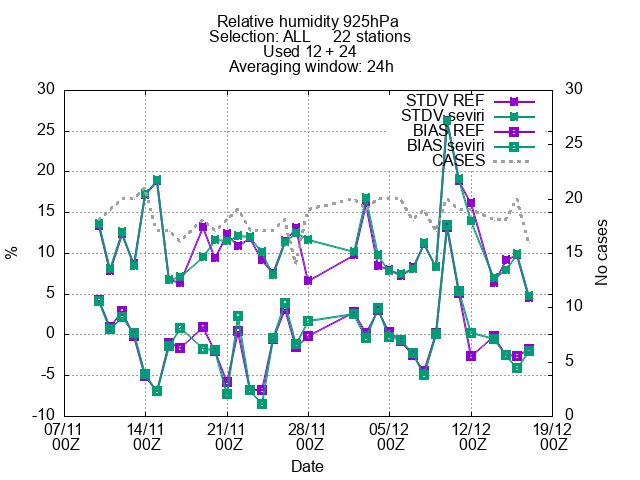 Relative humidity 925hPa
Selection: ALL 22 stations
Used 12 + 24
Averaging window: 24h
30
25
20
15
10
5
0
-5
-10
%
30
25
20
15
10
5
0
No cases
STDV REF
STDV seviri
BIAS REF
BIAS seviri
CASES
07/11 14/11 21/11 28/11 05/12 12/12 19/12
00Z 00Z 00Z 00Z 00Z 00Z 00Z
Date